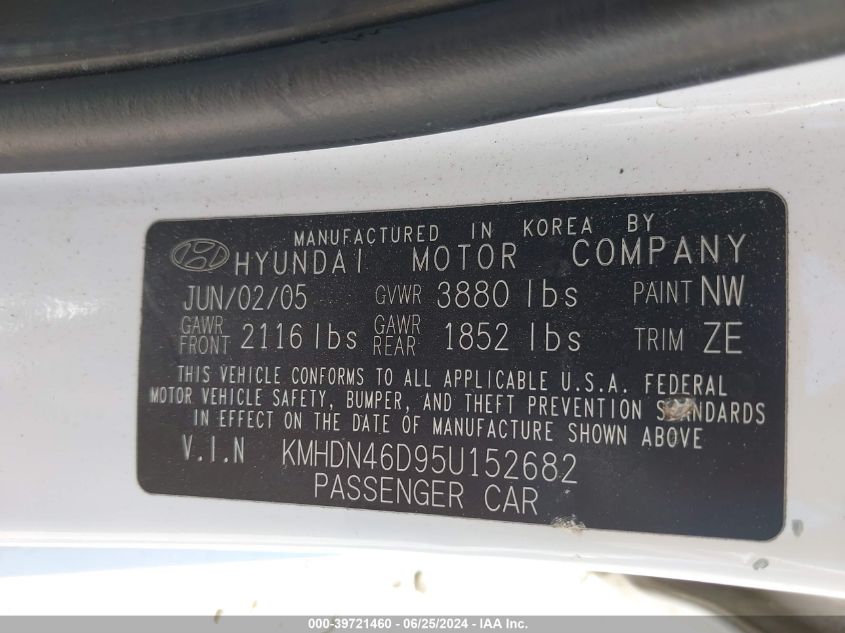 MANUFACTURED IN KOREA BY
HYUNDAI MOTOR COMPANY
JUN/02/05 GVWR 3880 lbs PAINT NW
GAWR FRONT 2116 lbs GAWR REAR 1852 lbs TRIM ZE
THIS VEHICLE CONFORMS TO ALL APPLICABLE U.S.A. FEDERAL
MOTOR VEHICLE SAFETY, BUMPER, AND THEFT PREVENTION STANDARDS
IN EFFECT ON THE DATE OF MANUFACTURE SHOWN ABOVE
V.I.N KMHDN46D95U152682
PASSENGER CAR
000-39721460 - 06/25/2024 - IAA Inc.